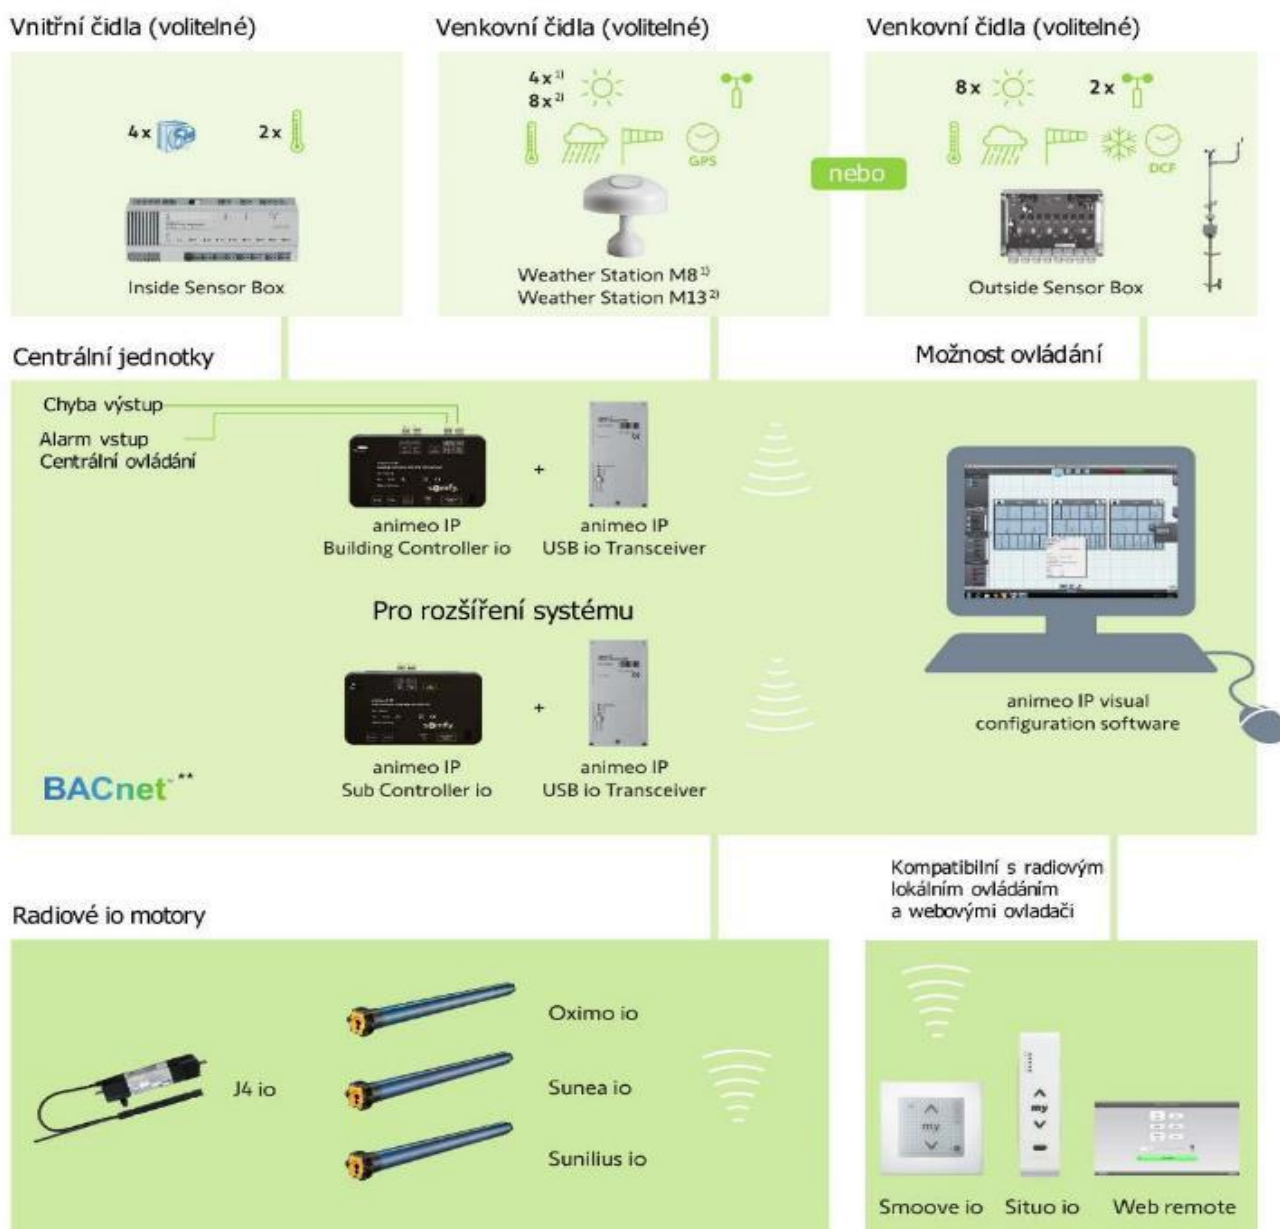 Vnitřní čidla (volitelné)
Venkovní čidla (volitelné)
Venkovní čidla (volitelné)
4x
2x
4x 1)
8x 2)
GPS
nebo
8x
2x
DCF
Inside Sensor Box
Weather Station M8 1)
Weather Station M13 2)
Outside Sensor Box
Centrální jednotky
Možnost ovládání
Chyba výstup
Alarm vstup
Centrální ovládání
somfy
+
animeo IP
Building Controller io
animeo IP
USB io Transceiver
Pro rozšíření systému
somfy
+
animeo IP
Sub Controller io
animeo IP
USB io Transceiver
animeo IP visual
configuration software
BACnet™**
Kompatibilní s radiovým
lokálním ovládáním
a webovými ovladači
Radiové io motory
J4 io
Oximo io
Sunea io
Sunilius io
my
my
Smoove io
Situo io
Web remote